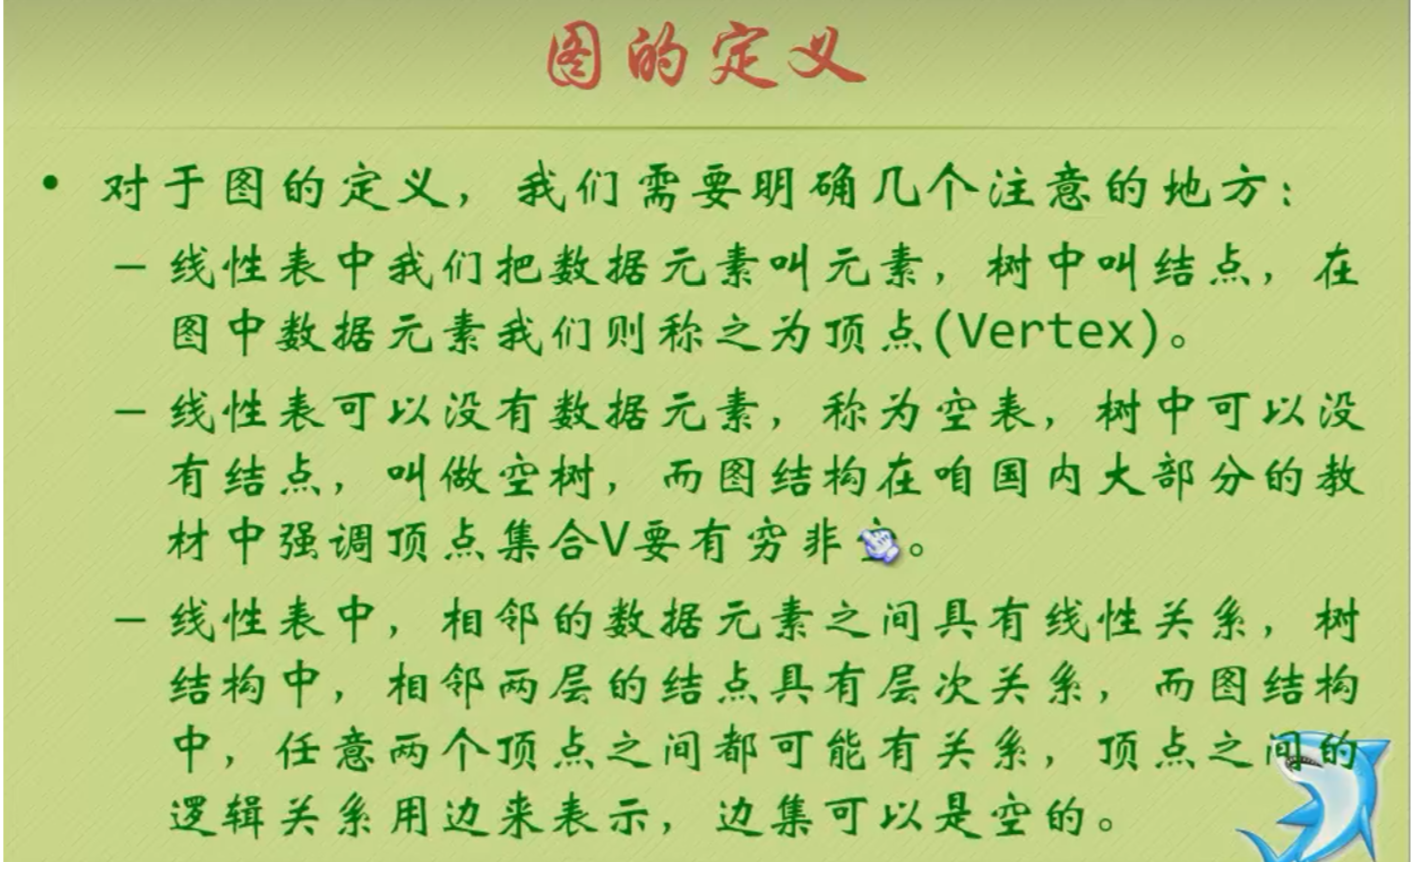 图的定义
• 对于图的定义，我们需要明确几个注意的地方：
– 线性表中我们把数据元素叫元素，树中叫结点，在
图中数据元素我们则称之为顶点(Vertex)。
– 线性表可以没有数据元素，称为空表，树中可以没
有结点，叫做空树，而图结构在咱国内大部分的教
材中强调顶点集合V要有穷非空。
– 线性表中，相邻的数据元素之间具有线性关系，树
结构中，相邻两层的结点具有层次关系，而图结构
中，任意两个顶点之间都可能有关系，顶点之间的
逻辑关系用边来表示，边集可以是空的。